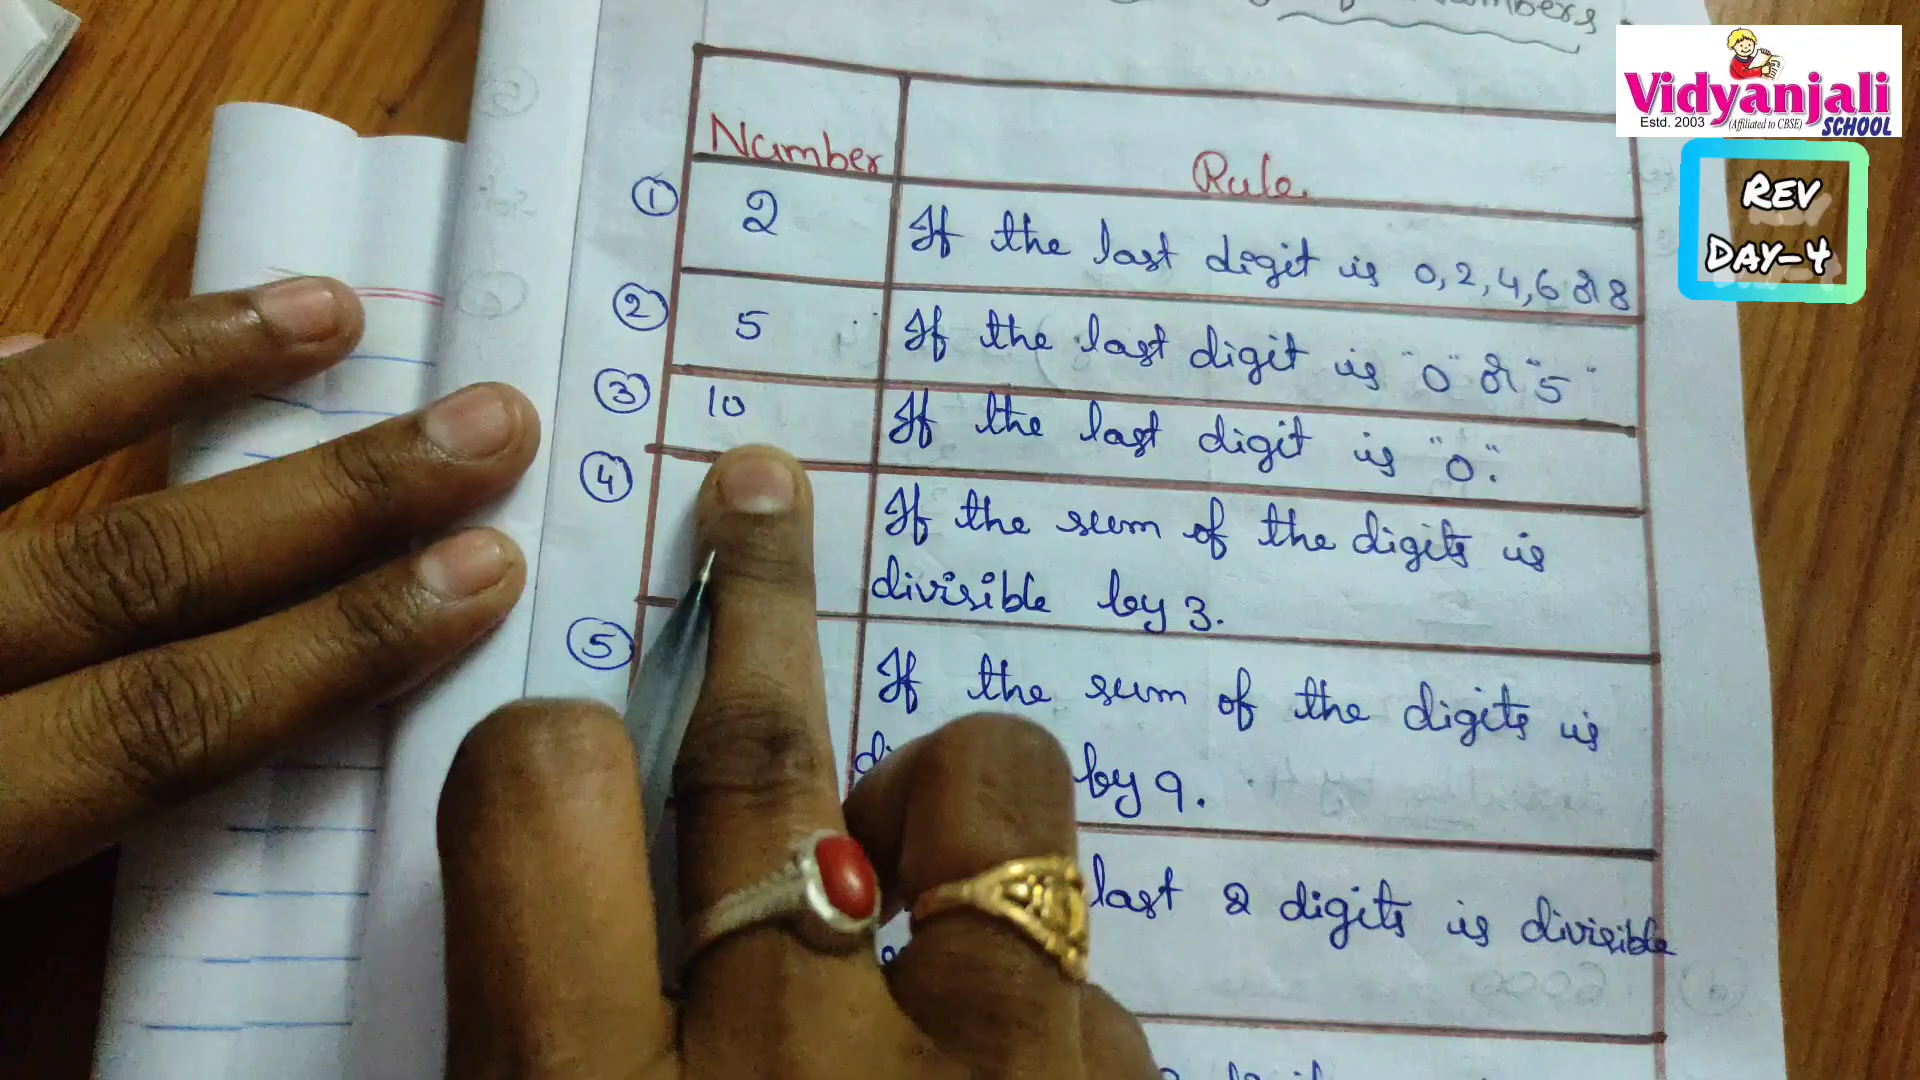 Numbers.
Vidyanjali
Estd. 2003 (Affiliated to CBSE) SCHOOL
REV
DAY-4
Number Rule
① 2 If the last digit is 0, 2, 4, 6 or 8
② 5 If the last digit is "0" or "5"
③ 10 If the last digit is "0".
④ If the sum of the digits is
divisible by 3.
⑤ If the sum of the digits is
by 9.
last 2 digits is divisible